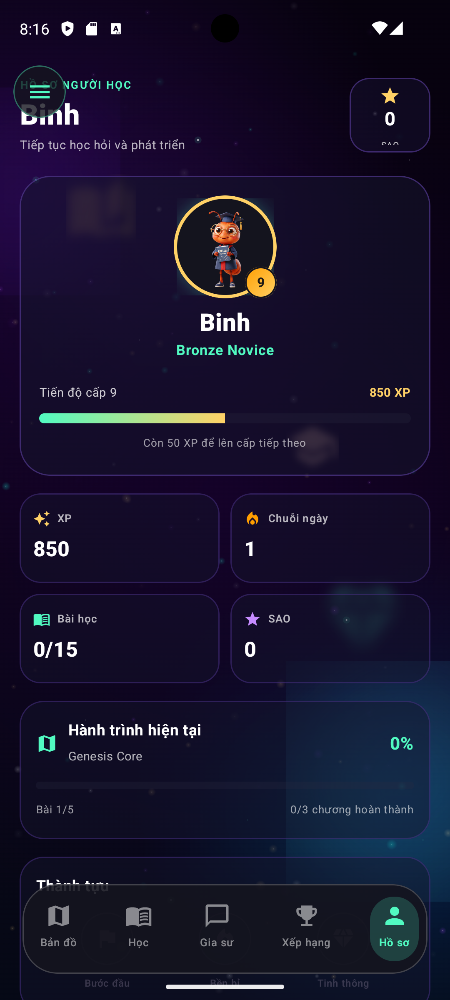 8:16
HỒ SƠ NGƯỜI HỌC
Binh
Tiếp tục học hỏi và phát triển
0
SAO
ENGLISH
9
Binh
Bronze Novice
Tiến độ cấp 9
850 XP
Còn 50 XP để lên cấp tiếp theo
XP
850
Chuỗi ngày
1
Bài học
0/15
SAO
0
Hành trình hiện tại
Genesis Core
0%
Bài 1/5
0/3 chương hoàn thành
Thành tựu
Bản đồ
Học
Gia sư
Xếp hạng
Hồ sơ
Bước đầu
Bền bỉ
Tinh thông